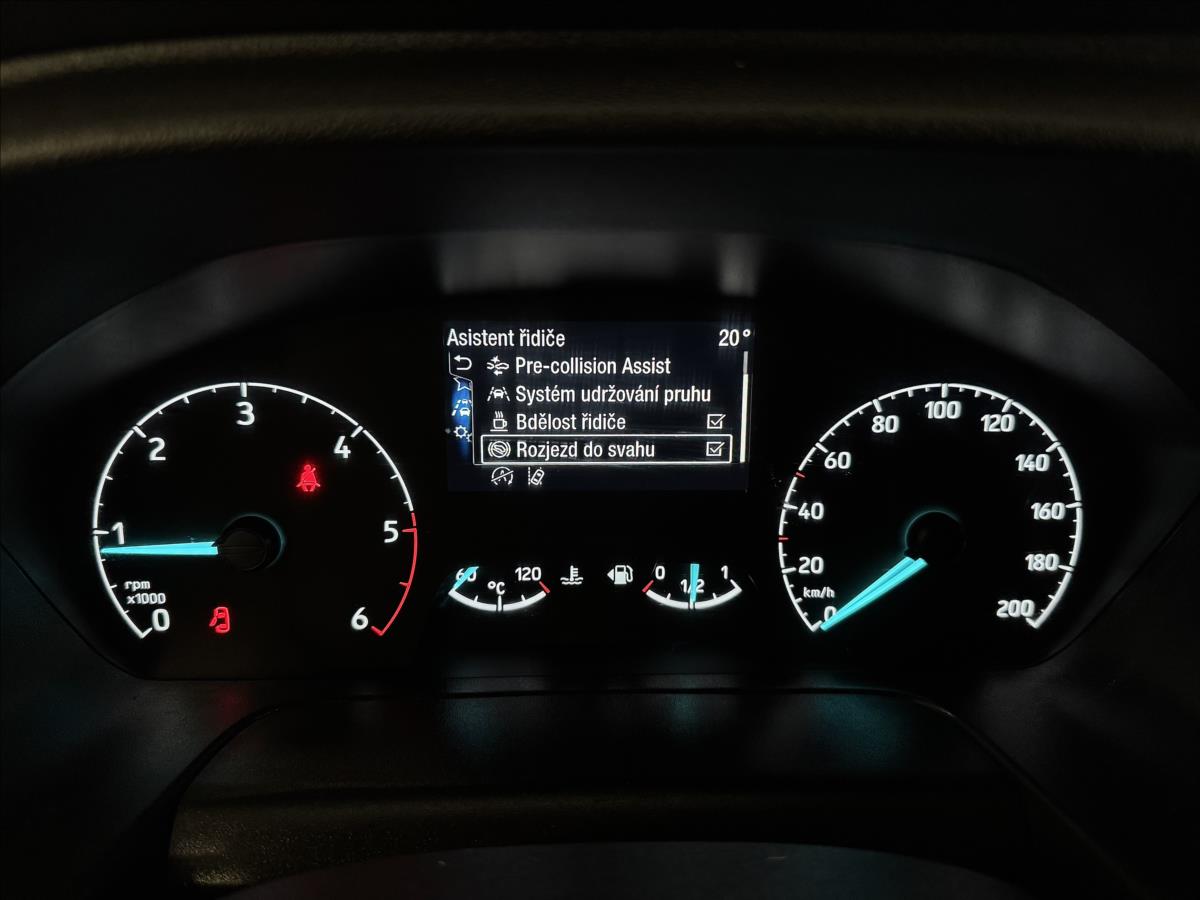 Asistent řidiče 20°
Pre-collision Assist
Systém udržování pruhu
Bdělost řidiče
Rozjezd do svahu
0 1 2 3 4 5 6
rpm
x1000
60 °C 120
0 1/2 1
0 20 40 60 80 100 120 140 160 180 200
km/h